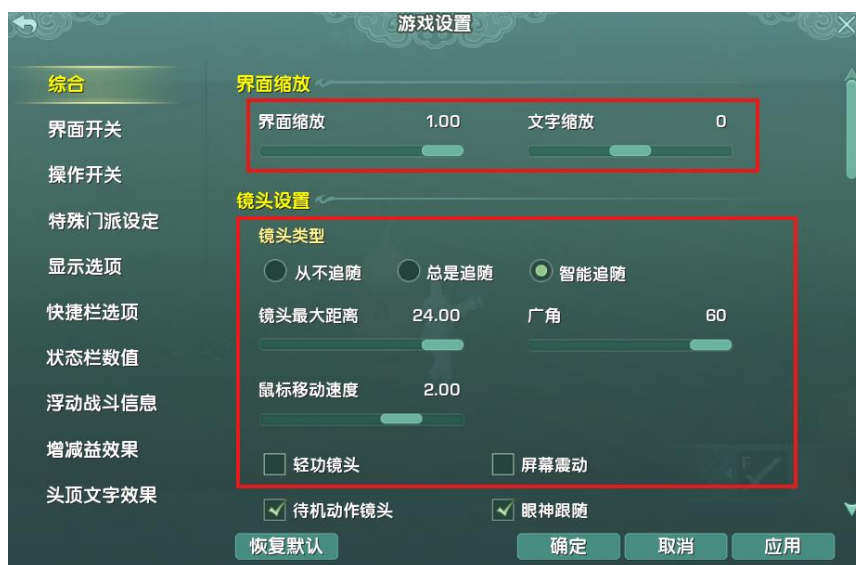 游戏设置
综合
界面开关
操作开关
特殊门派设定
显示选项
快捷栏选项
状态栏数值
浮动战斗信息
增减益效果
头顶文字效果
界面缩放
界面缩放 1.00 文字缩放 0
镜头设置
镜头类型
从不追随 总是追随 智能追随
镜头最大距离 24.00 广角 60
鼠标移动速度 2.00
轻功镜头 屏幕震动
F
待机动作镜头 眼神跟随
恢复默认 确定 取消 应用